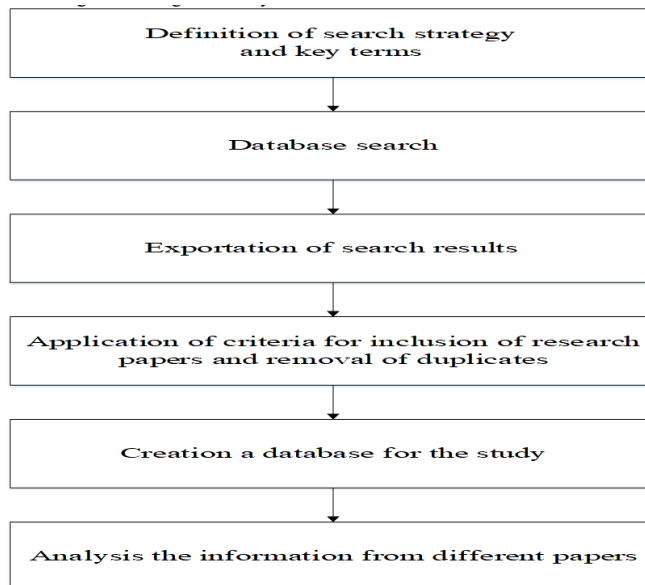 Definition of search strategy
and key terms
Database search
Exportation of search results
Application of criteria for inclusion of research
papers and removal of duplicates
Creation a database for the study
Analysis the information from different papers